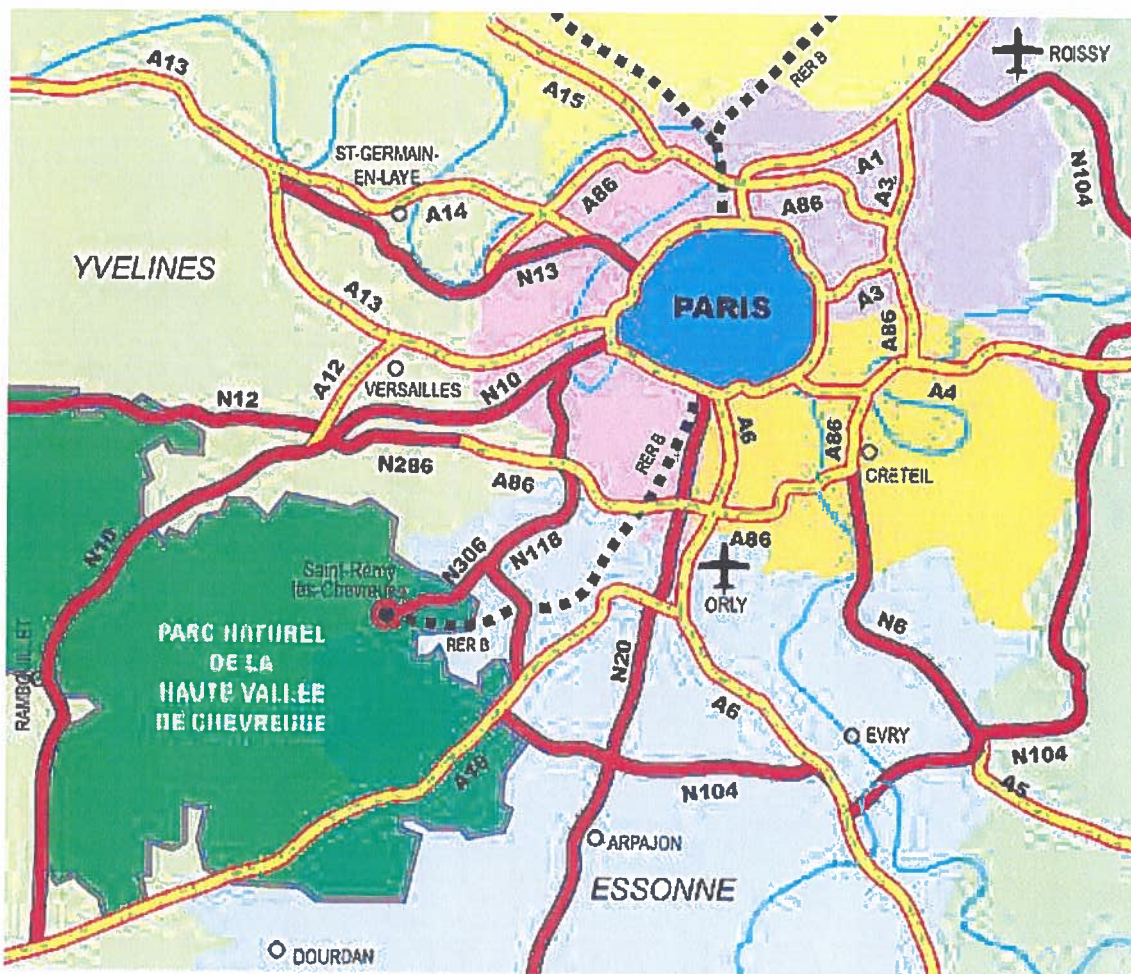 A13
A15
RER B
ROISSY
ST-GERMAIN-
EN-LAYE
A86
A14
A1
A3
A86
N104
YVELINES
N13
A13
PARIS
A3
A86
A12
VERSAILLES
N10
A4
N12
N286
A86
RER B
A6
A86
CRÉTEIL
N10
N306
N118
A86
Saint-Rémy
les-Chevreuse
ORLY
RER B
N20
N6
PARC NATUREL
DE LA
HAUTE VALLÉE
DE CHEVREUSE
RAMBOUILLET
A6
EVRY
A10
N104
N104
A5
ARPAJON
ESSONNE
DOURDAN